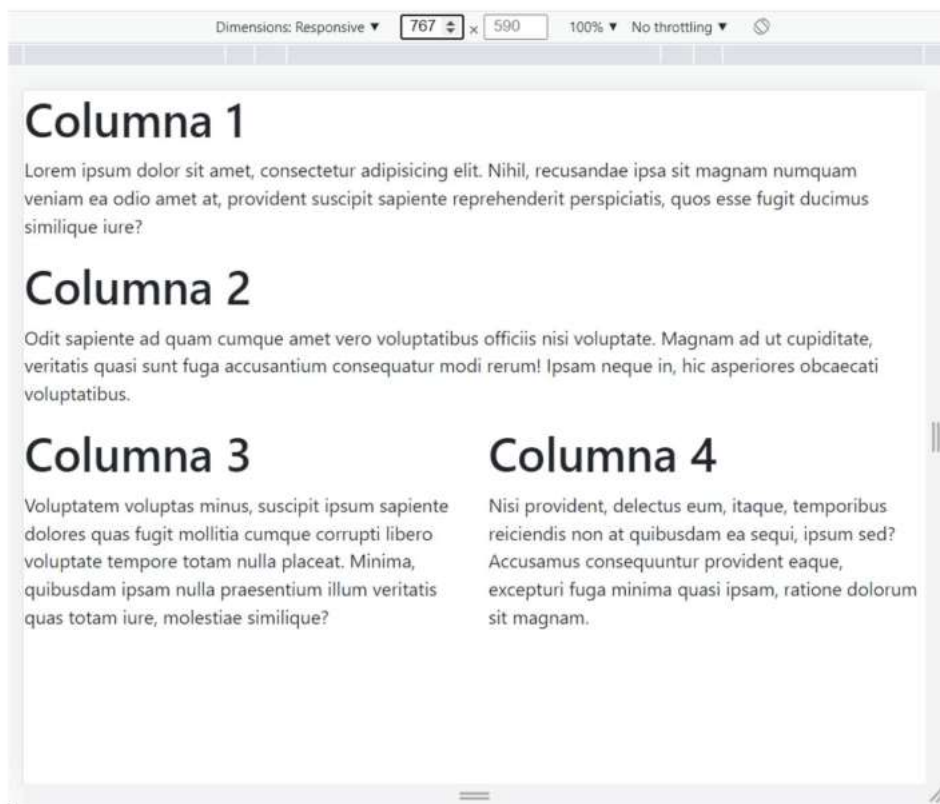 Dimensions: Responsive ▼ 767 × 590 100% ▼ No throttling ▼
Columna 1
Lorem ipsum dolor sit amet, consectetur adipisicing elit. Nihil, recusandae ipsa sit magnam numquam
veniam ea odio amet at, provident suscipit sapiente reprehenderit perspiciatis, quos esse fugit ducimus
similique iure?
Columna 2
Odit sapiente ad quam cumque amet vero voluptatibus officiis nisi voluptate. Magnam ad ut cupiditate,
veritatis quasi sunt fuga accusantium consequatur modi rerum! Ipsam neque in, hic asperiores obcaecati
voluptatibus.
Columna 3
Voluptatem voluptas minus, suscipit ipsum sapiente
dolores quas fugit mollitia cumque corrupti libero
voluptate tempore totam nulla placeat. Minima,
quibusdam ipsam nulla praesentium illum veritatis
quas totam iure, molestiae similique?
Columna 4
Nisi provident, delectus eum, itaque, temporibus
reiciendis non at quibusdam ea sequi, ipsum sed?
Accusamus consequuntur provident eaque,
excepturi fuga minima quasi ipsam, ratione dolorum
sit magnam.